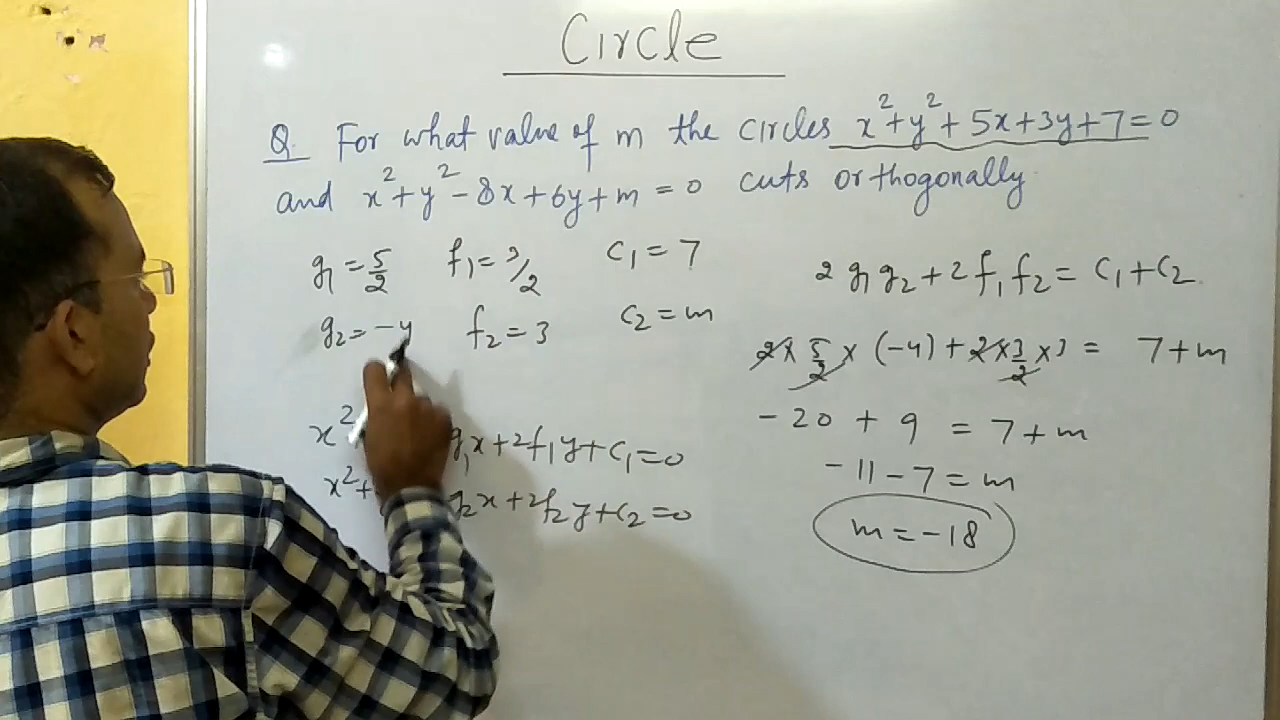 Circle
Q. For what value of m the circles x²+y²+5x+3y+7=0
and x²+y²-8x+6y+m=0 cuts orthogonally
g₁=5/2 f₁=3/2 c₁=7
g₂=-4 f₂=3 c₂=m
x² g₁x+2f₁y+c₁=0
x²+ g₂x+2f₂y+c₂=0
2g₁g₂+2f₁f₂=c₁+c₂
2×5/2×(-4)+2×3/2×3=7+m
-20+9=7+m
-11-7=m
m=-18